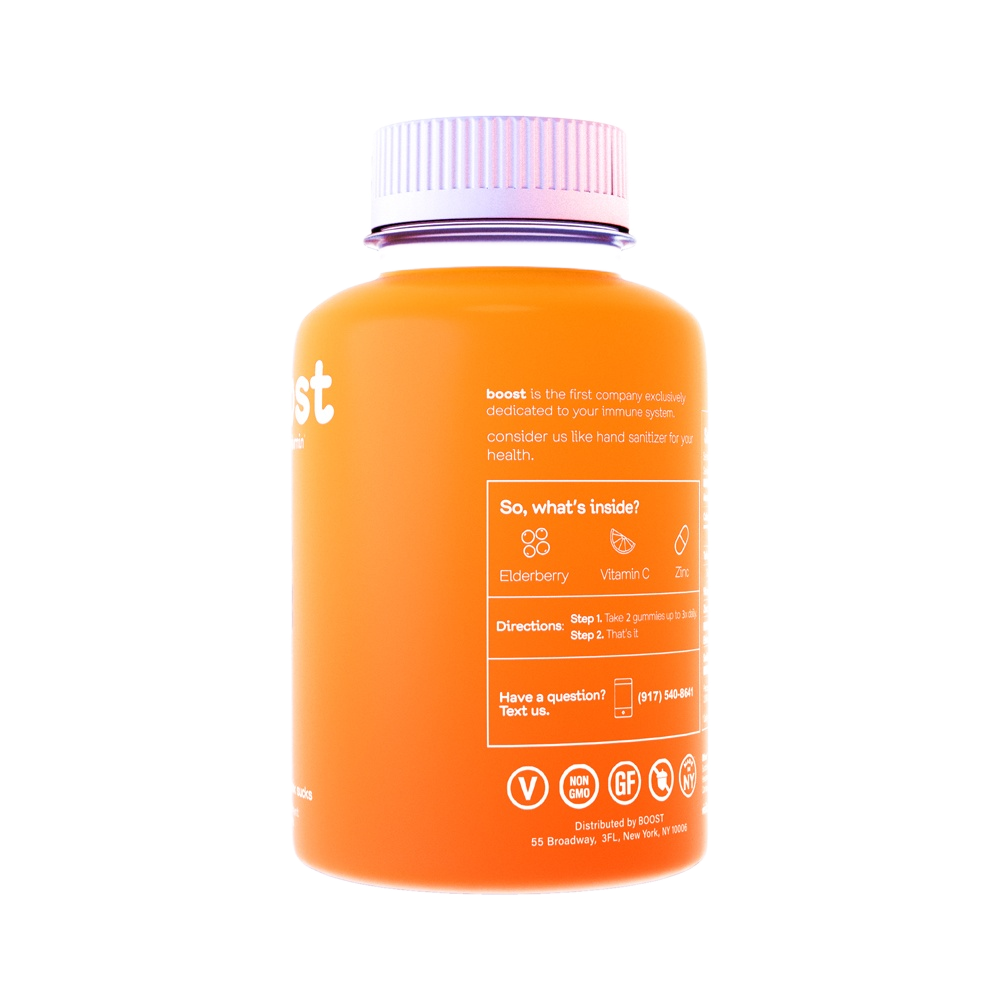 st
boost is the first company exclusively
dedicated to your immune system.
consider us like hand sanitizer for your
health.
So, what's inside?
Elderberry
Vitamin C
Zinc
Directions:
Step 1. Take 2 gummies up to 3x daily
Step 2. That's it
Have a question?
Text us.
(917) 540-8641
V
NON
GMO
GF
NY
Distributed by BOOST
55 Broadway, 3FL, New York, NY 10006
sucks